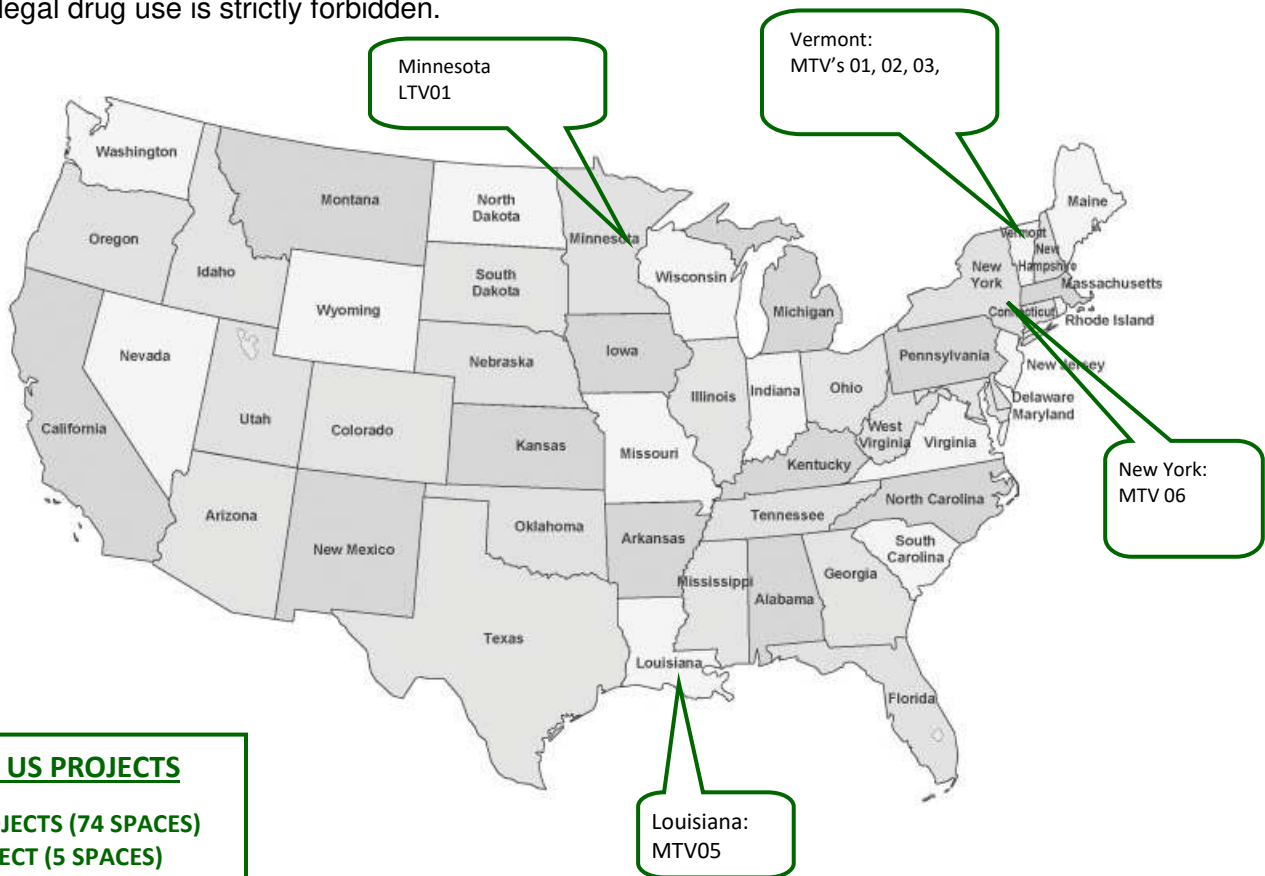 legal drug use is strictly forbidden.
Vermont:
MTV's 01, 02, 03,
Minnesota
LTV01
Washington
Montana
North
Dakota
Minnesota
Maine
Oregon
Idaho
Vermont
New
Hampshire
South
Dakota
Wisconsin
New
York
Massachusetts
Wyoming
Michigan
Connecticut
Rhode Island
Nevada
Nebraska
Iowa
Pennsylvania
New Jersey
Illinois
Indiana
Ohio
Delaware
Maryland
Utah
Colorado
California
Kansas
Missouri
West
Virginia
Virginia
Kentucky
New York:
MTV 06
Arizona
New Mexico
Oklahoma
Arkansas
Tennessee
North Carolina
South
Carolina
Mississippi
Alabama
Georgia
Texas
Louisiana
Florida
US PROJECTS
JECTS (74 SPACES)
ECT (5 SPACES)
Louisiana:
MTV05